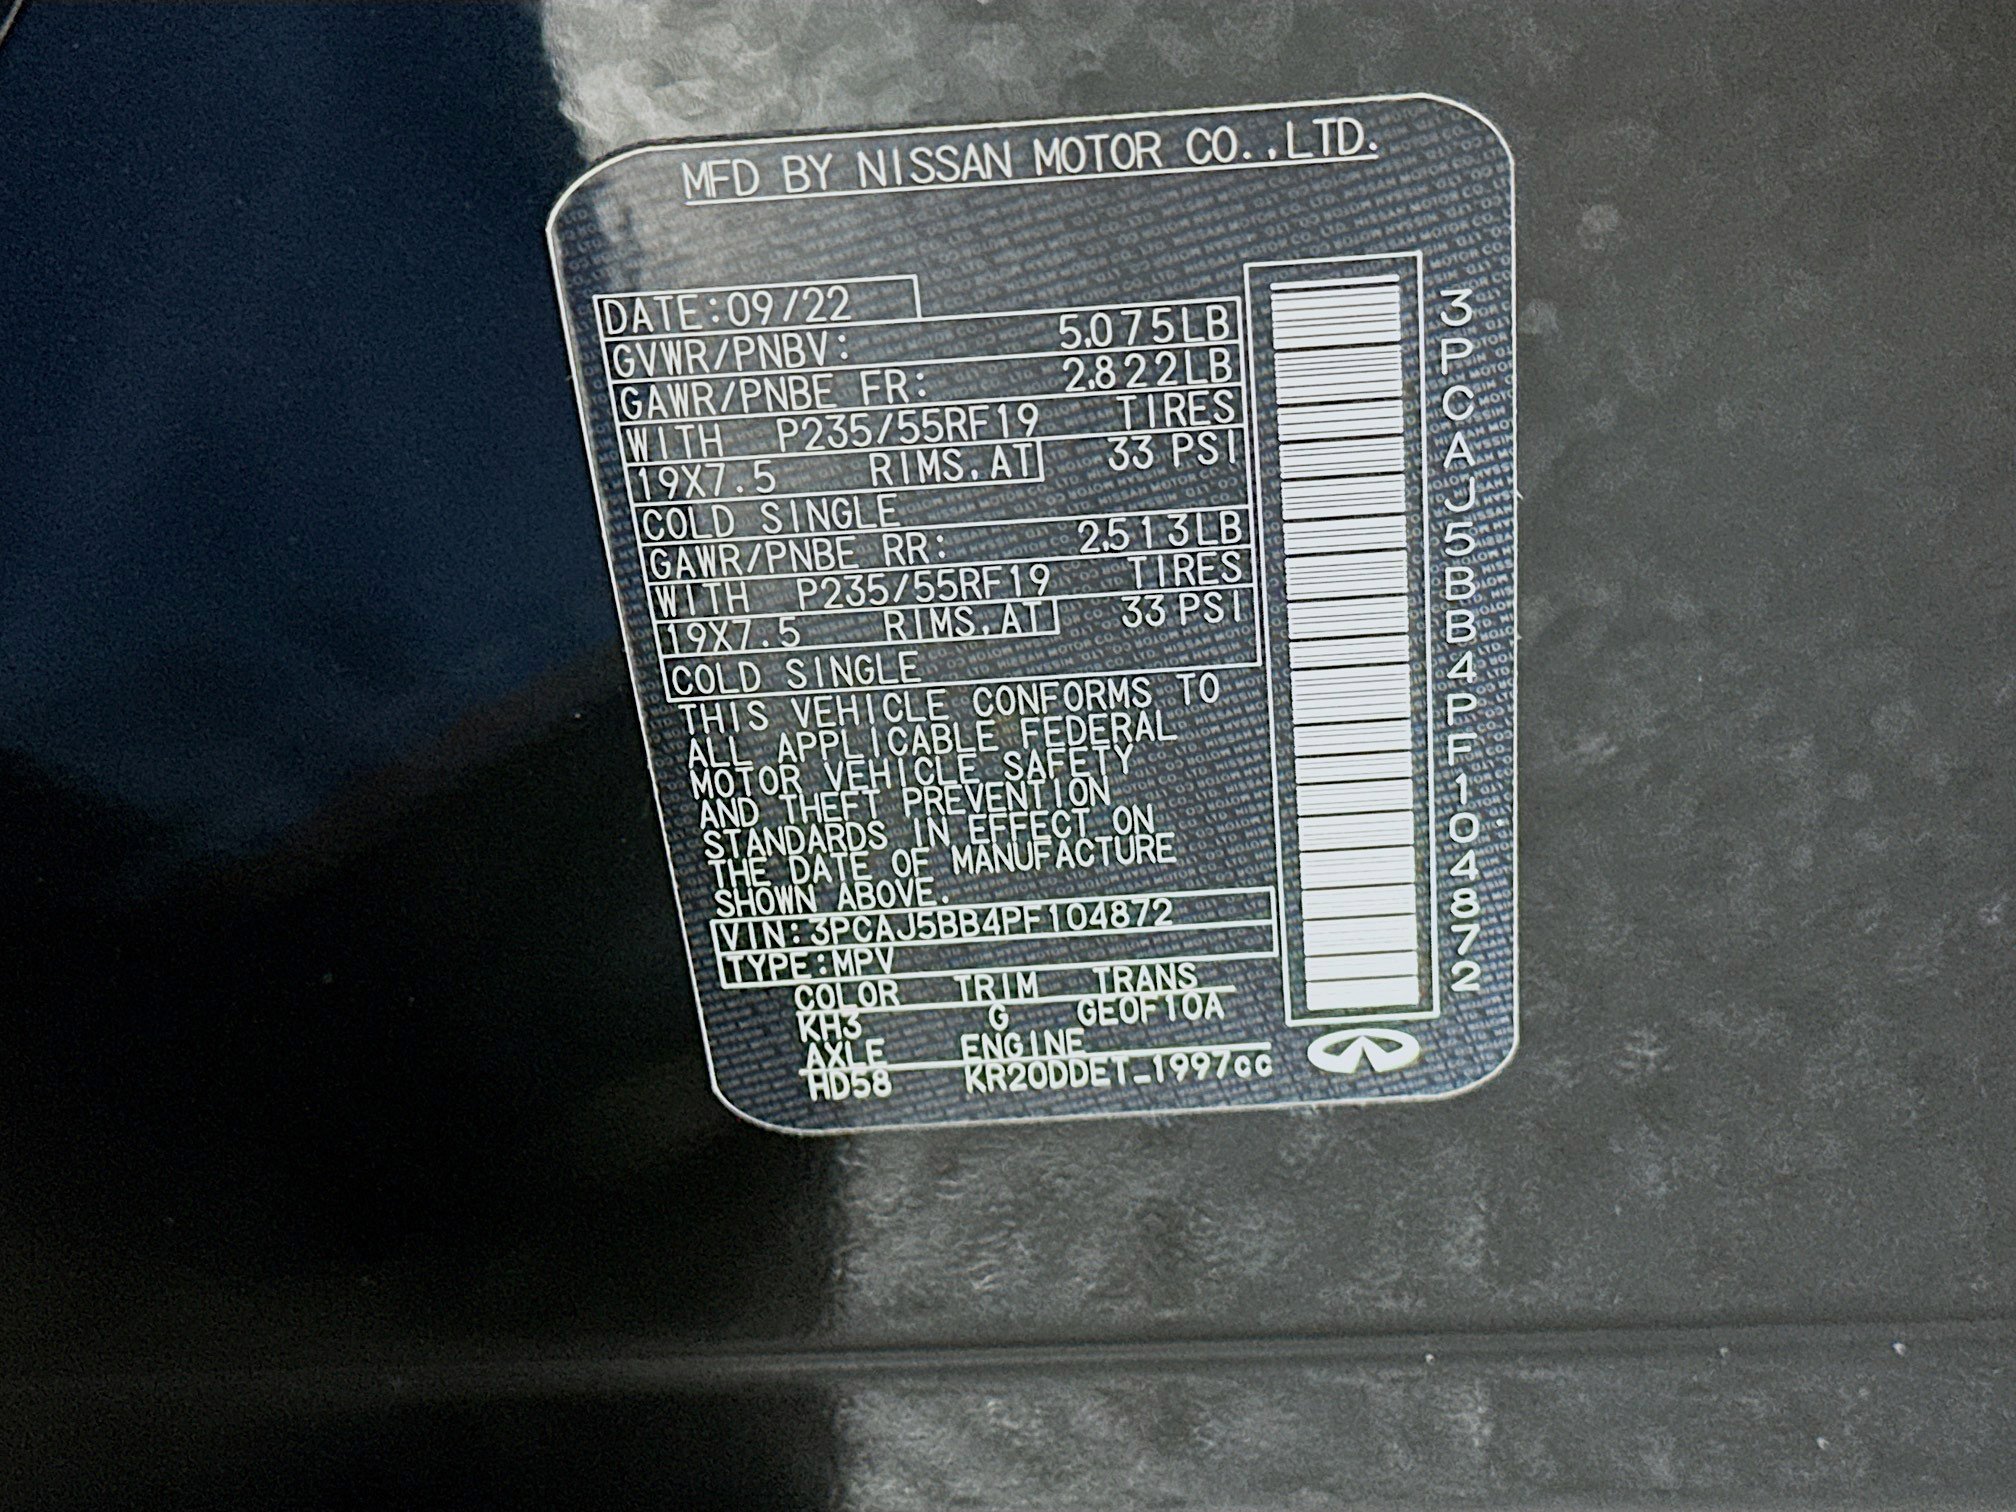 MFD BY NISSAN MOTOR CO.,LTD.
DATE:09/22
GVWR/PNBV: 5,075LB
GAWR/PNBE FR: 2,822LB
WITH P235/55RF19 TIRES
19X7.5 RIMS,AT 33 PSI
COLD SINGLE
GAWR/PNBE RR: 2,513LB
WITH P235/55RF19 TIRES
19X7.5 RIMS,AT 33 PSI
COLD SINGLE
THIS VEHICLE CONFORMS TO
ALL APPLICABLE FEDERAL
MOTOR VEHICLE SAFETY
AND THEFT PREVENTION
STANDARDS IN EFFECT ON
THE DATE OF MANUFACTURE
SHOWN ABOVE.
VIN:3PCAJ5BB4PF104872
TYPE:MPV
COLOR TRIM TRANS
KH3 G GE0F10A
AXLE ENGINE
HD58 KR20DDET-1997cc
3PCAJ5BB4PF104872